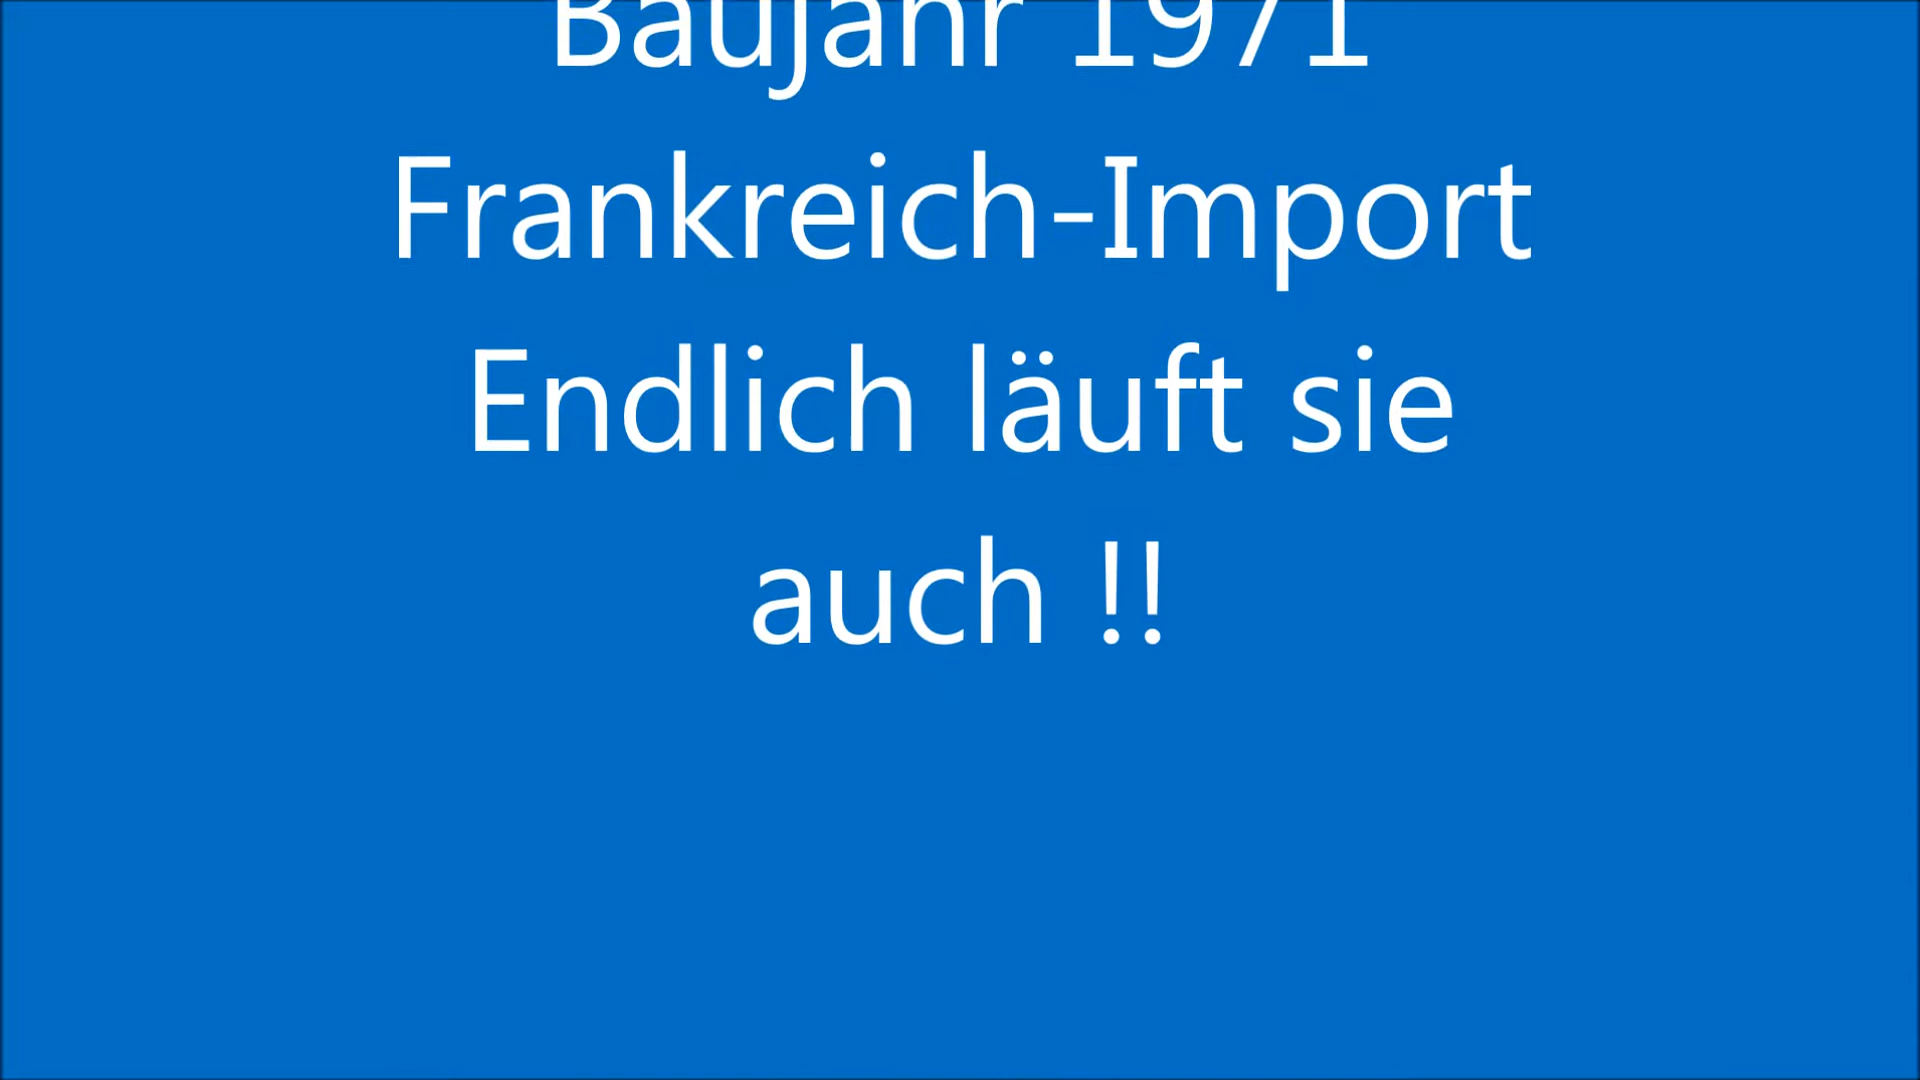 Baujahr 1971
Frankreich-Import
Endlich läuft sie
auch !!